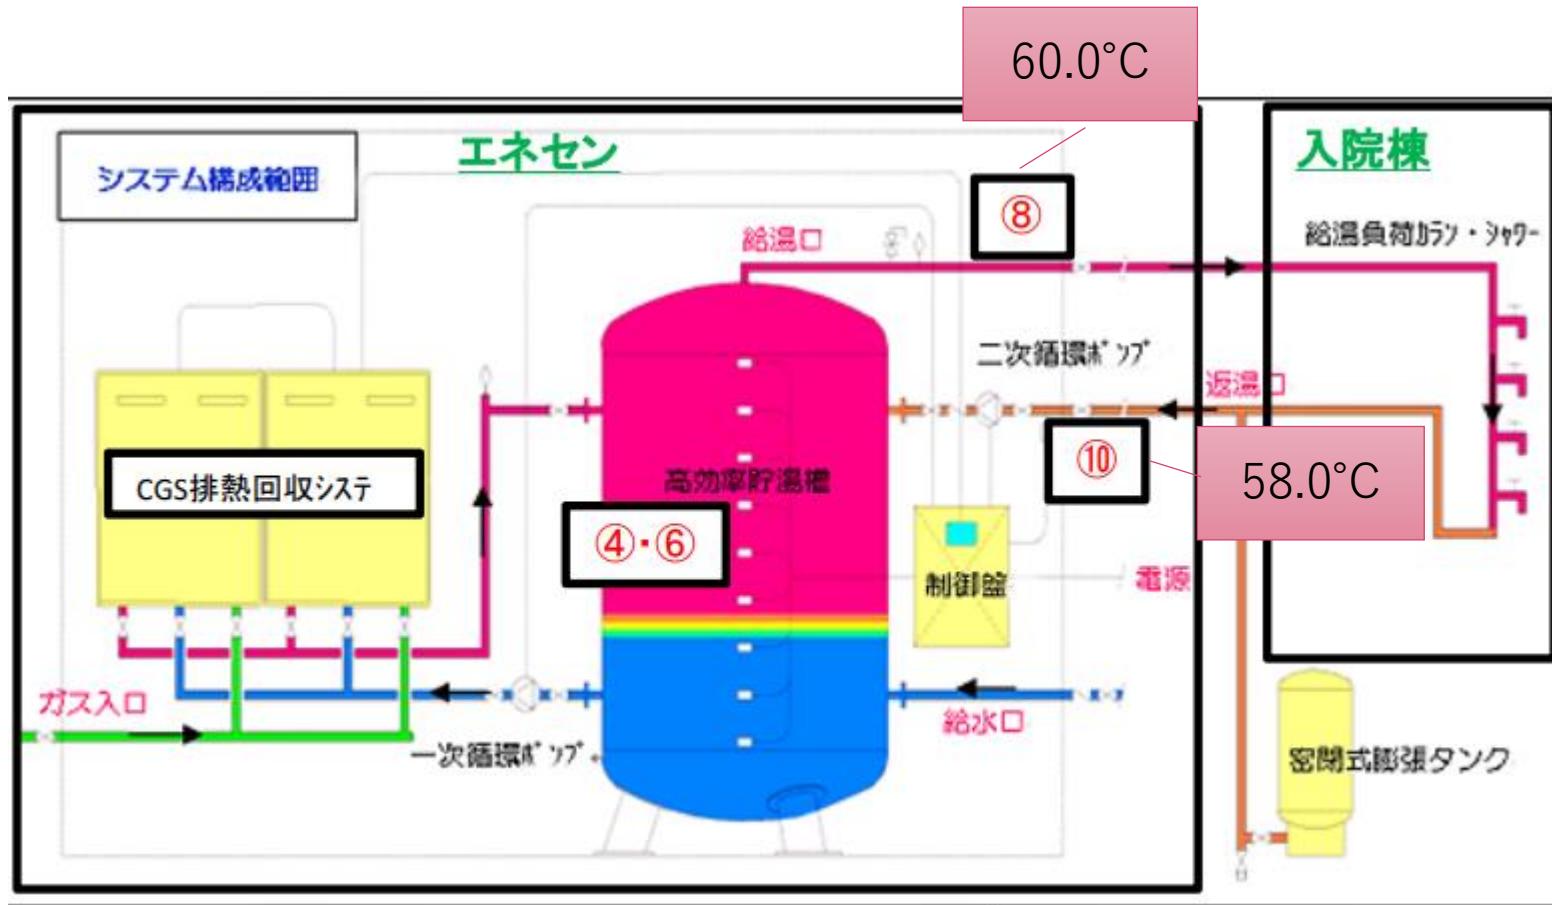 60.0°C
システム構成範囲
エネセン
入院棟
⑧
給湯口
給湯負荷ｶﾗﾝ・ｼｬﾜｰ
二次循環ﾎﾟﾝﾌﾟ
返湯口
CGS排熱回収システ
高効率貯湯槽
⑩
58.0°C
④・⑥
制御盤
電源
ガス入口
給水口
一次循環ﾎﾟﾝﾌﾟ
密閉式膨張タンク